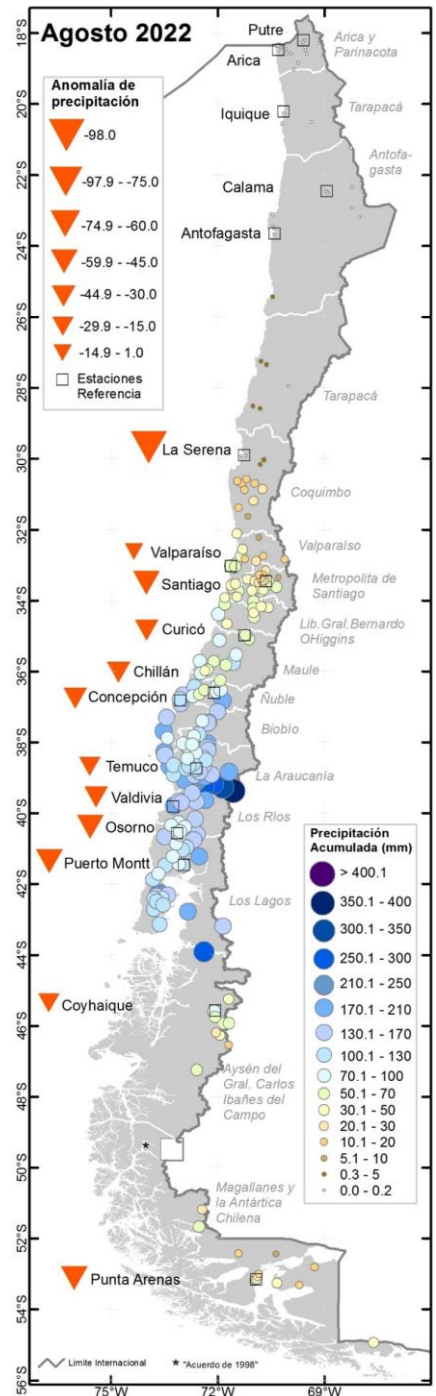 Agosto 2022
18°S
20°S
22°S
24°S
26°S
28°S
30°S
32°S
34°S
36°S
38°S
40°S
42°S
44°S
46°S
48°S
50°S
52°S
54°S
56°S
Anomalía de
precipitación
-98.0
-97.9 - -75.0
-74.9 - -60.0
-59.9 - -45.0
-44.9 - -30.0
-29.9 - -15.0
-14.9 - 1.0
Estaciones
Referencia
Putre
Arica
Arica y
Parinacota
Iquique
Tarapacá
Antofa-
gasta
Calama
Antofagasta
Tarapacá
La Serena
Coquimbo
Valparaíso
Valparaíso
Santiago
Metropolita de
Santiago
Curicó
Lib.Gral.Bernardo
OHiggins
Chillán
Maule
Concepción
Ñuble
Biobìo
Temuco
La Araucanìa
Valdivia
Los Rìos
Osorno
Puerto Montt
Los Lagos
Coyhaique
Aysén del
Gral. Carlos
Ibañes del
Campo
*
Magallanes y
la Antártica
Chilena
Punta Arenas
Precipitación
Acumulada (mm)
> 400.1
350.1 - 400
300.1 - 350
250.1 - 300
210.1 - 250
170.1 - 210
130.1 - 170
100.1 - 130
70.1 - 100
50.1 - 70
30.1 - 50
20.1 - 30
10.1 - 20
5.1 - 10
0.3 - 5
0.0 - 0.2
Limite Internacional
* "Acuerdo de 1998"
75°W
72°W
69°W